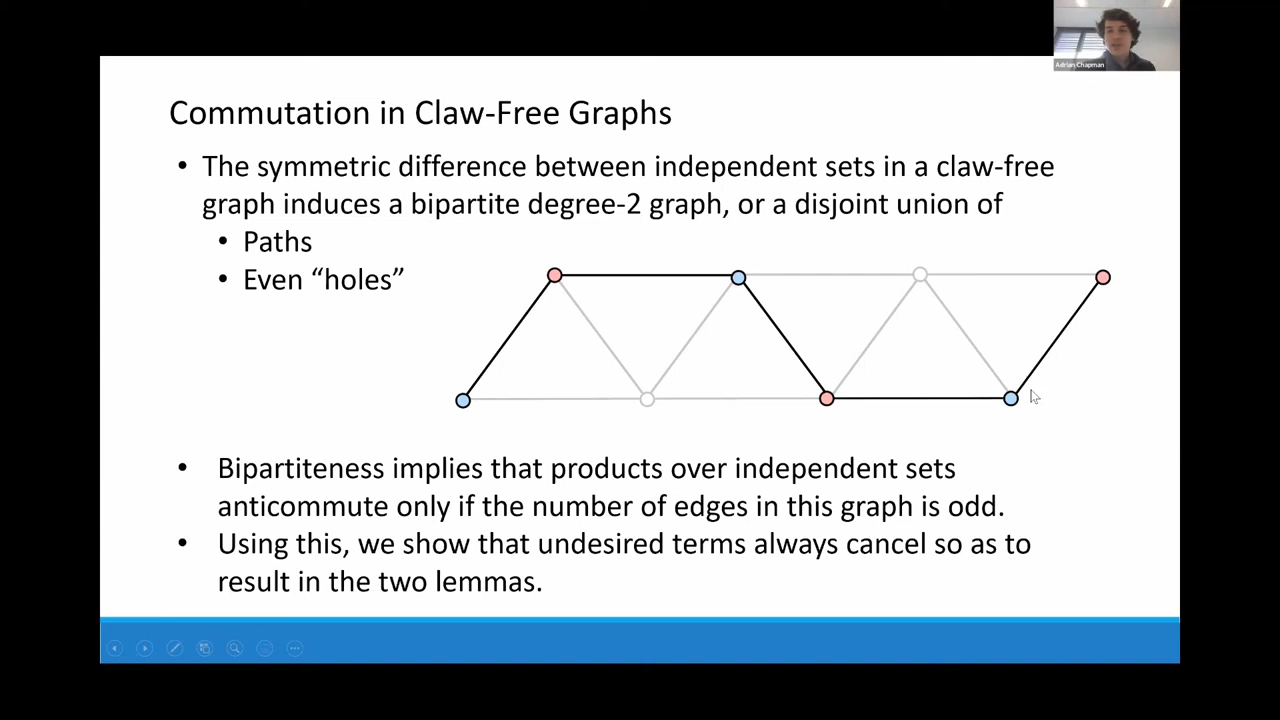 Adrian Chapman
Commutation in Claw-Free Graphs
• The symmetric difference between independent sets in a claw-free
graph induces a bipartite degree-2 graph, or a disjoint union of
• Paths
• Even “holes”
• Bipartiteness implies that products over independent sets
anticommute only if the number of edges in this graph is odd.
• Using this, we show that undesired terms always cancel so as to
result in the two lemmas.